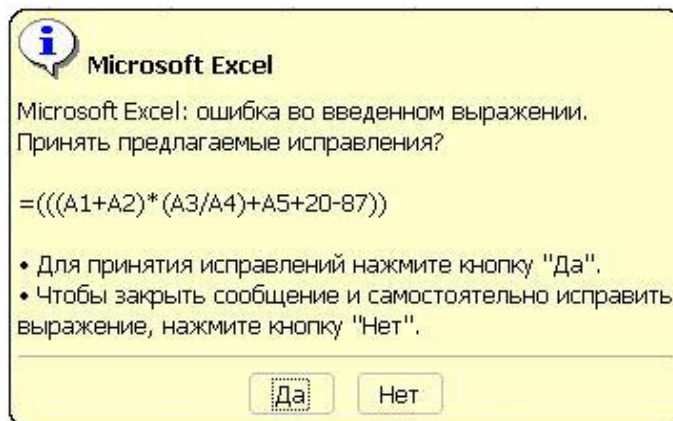 Microsoft Excel
Microsoft Excel: ошибка во введенном выражении.
Принять предлагаемые исправления?
=(((A1+A2)*(A3/A4)+A5+20-87))
• Для принятия исправлений нажмите кнопку "Да".
• Чтобы закрыть сообщение и самостоятельно исправить
выражение, нажмите кнопку "Нет".
Да Нет